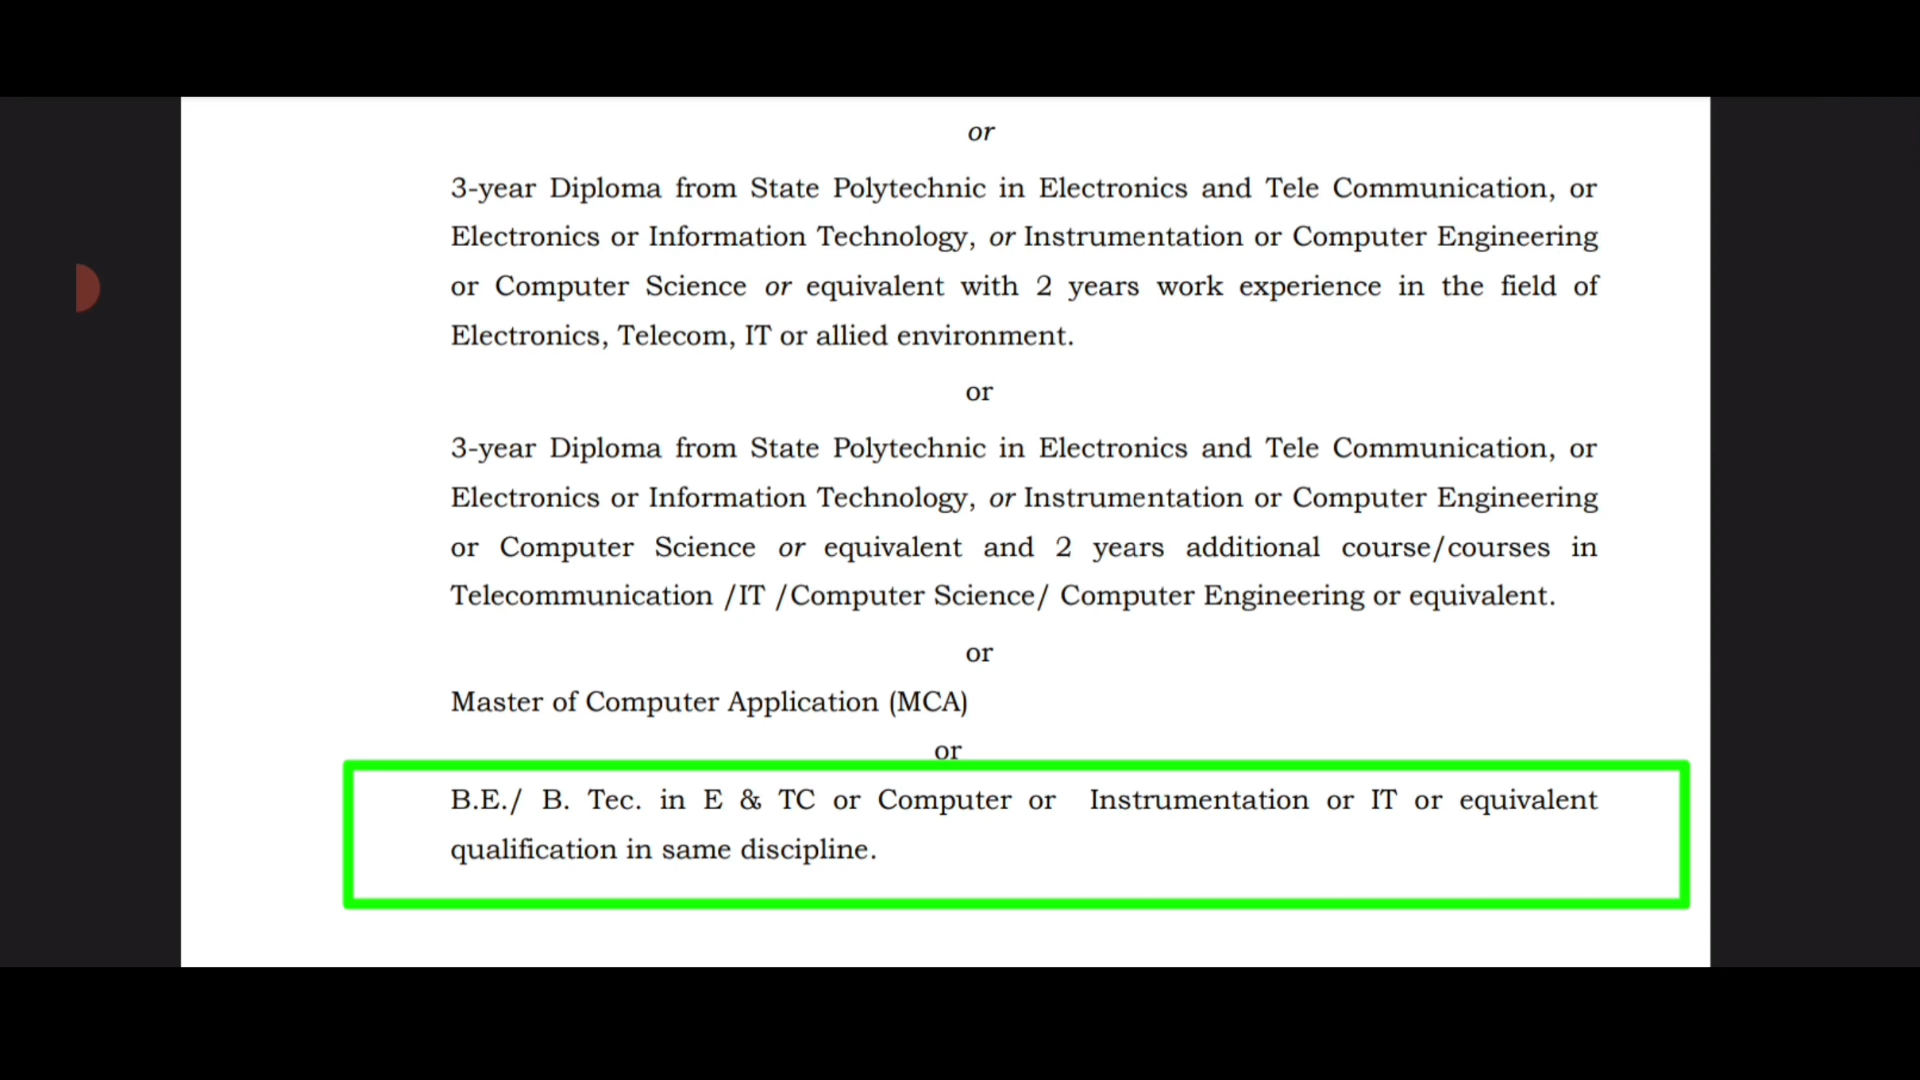 or
3-year Diploma from State Polytechnic in Electronics and Tele Communication, or
Electronics or Information Technology, or Instrumentation or Computer Engineering
or Computer Science or equivalent with 2 years work experience in the field of
Electronics, Telecom, IT or allied environment.
or
3-year Diploma from State Polytechnic in Electronics and Tele Communication, or
Electronics or Information Technology, or Instrumentation or Computer Engineering
or Computer Science or equivalent and 2 years additional course/courses in
Telecommunication /IT /Computer Science/ Computer Engineering or equivalent.
or
Master of Computer Application (MCA)
or
B.E./ B. Tec. in E & TC or Computer or Instrumentation or IT or equivalent
qualification in same discipline.